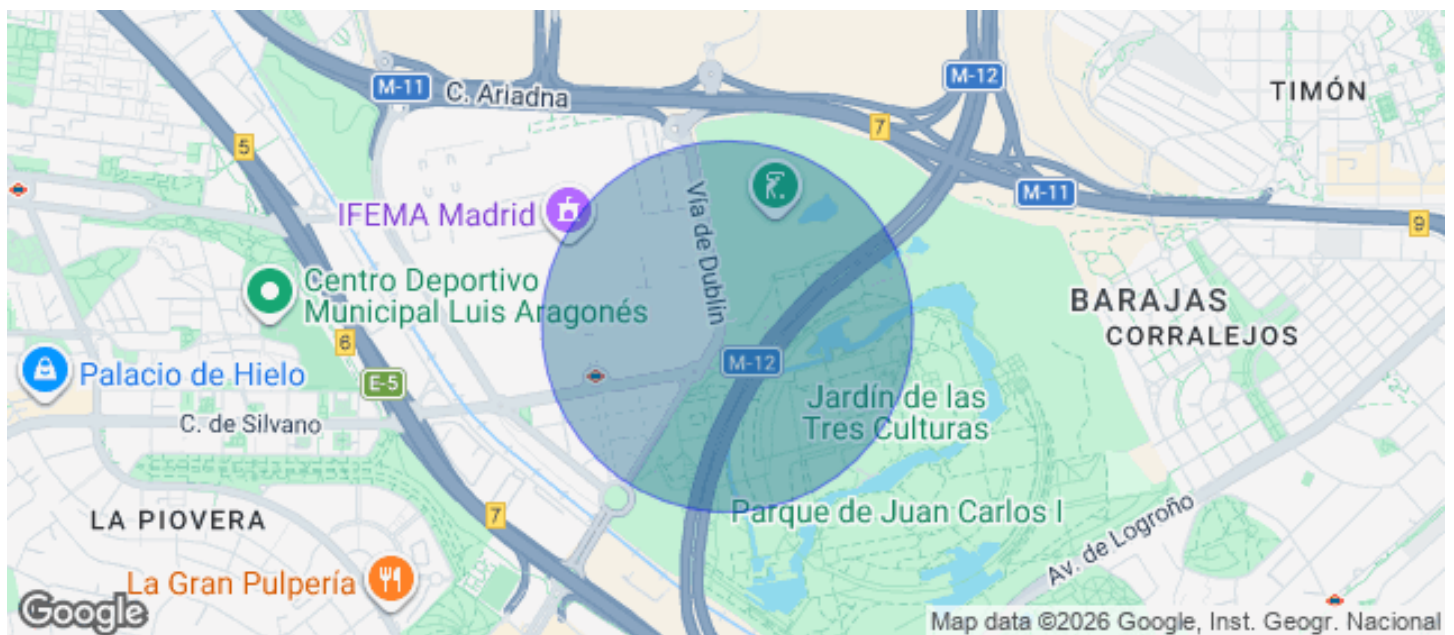 M-11
C. Ariadna
M-12
TIMÓN
7
5
M-11
Vía de Dublín
IFEMA Madrid
9
Centro Deportivo
Municipal Luis Aragonés
BARAJAS
CORRALEJOS
6
M-12
Palacio de Hielo
E-5
Jardín de las
Tres Culturas
C. de Silvano
LA PIOVERA
7
Parque de Juan Carlos I
Av. de Logroño
La Gran Pulpería
Google
Map data ©2026 Google, Inst. Geogr. Nacional